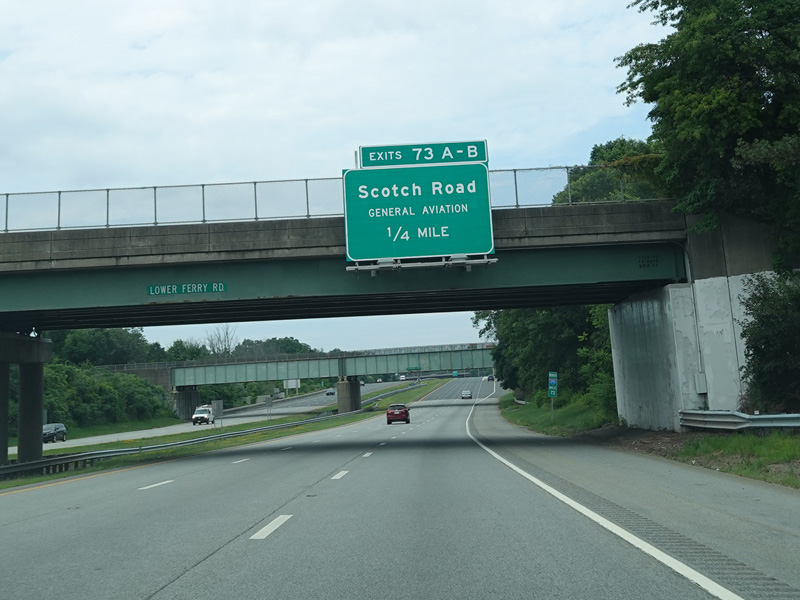 EXITS 73 A-B
Scotch Road
GENERAL AVIATION
1/4 MILE
LOWER FERRY RD.